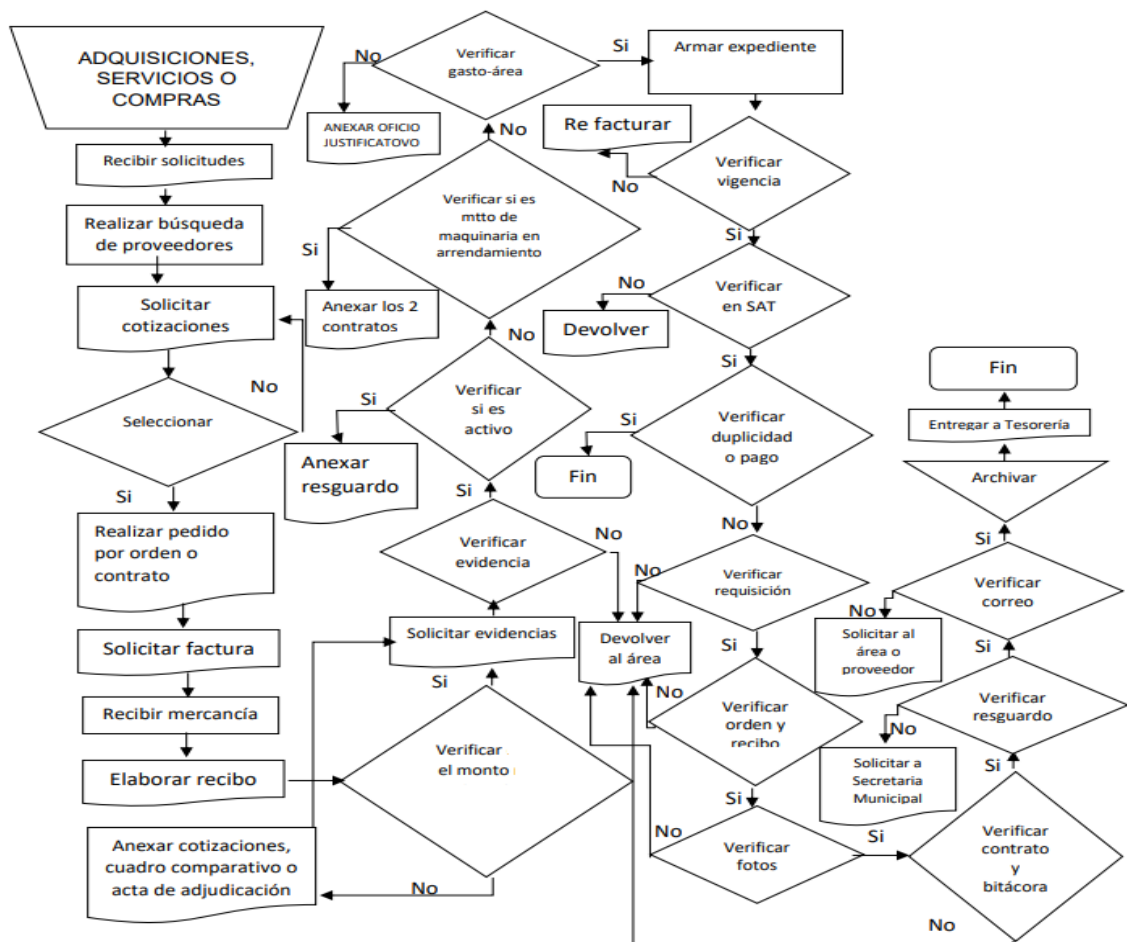 ADQUISICIONES,
SERVICIOS O
COMPRAS
Recibir solicitudes
Realizar búsqueda
de proveedores
Solicitar
cotizaciones
No
Seleccionar
Si
Realizar pedido
por orden o
contrato
Solicitar factura
Recibir mercancía
Elaborar recibo
Verificar
el monto
No
Anexar cotizaciones,
cuadro comparativo o
acta de adjudicación
Si
Solicitar evidencias
Verificar
evidencia
No
Si
Verificar
si es
activo
Si
Anexar
resguardo
No
Verificar si es
mtto de
maquinaria en
arrendamiento
Si
Anexar los 2
contratos
No
Verificar
gasto-área
No
ANEXAR OFICIO
JUSTIFICATOVO
Si
Armar expediente
Verificar
vigencia
No
Re facturar
Si
Verificar
en SAT
No
Devolver
Si
Verificar
duplicidad
o pago
Si
Fin
No
Verificar
requisición
No
Devolver
al área
Si
Verificar
orden y
recibo
No
Si
Verificar
fotos
No
Si
Verificar
contrato
y
bitácora
No
Si
Verificar
resguardo
No
Solicitar a
Secretaria
Municipal
Si
Verificar
correo
No
Solicitar al
área o
proveedor
Si
Archivar
Entregar a Tesorería
Fin